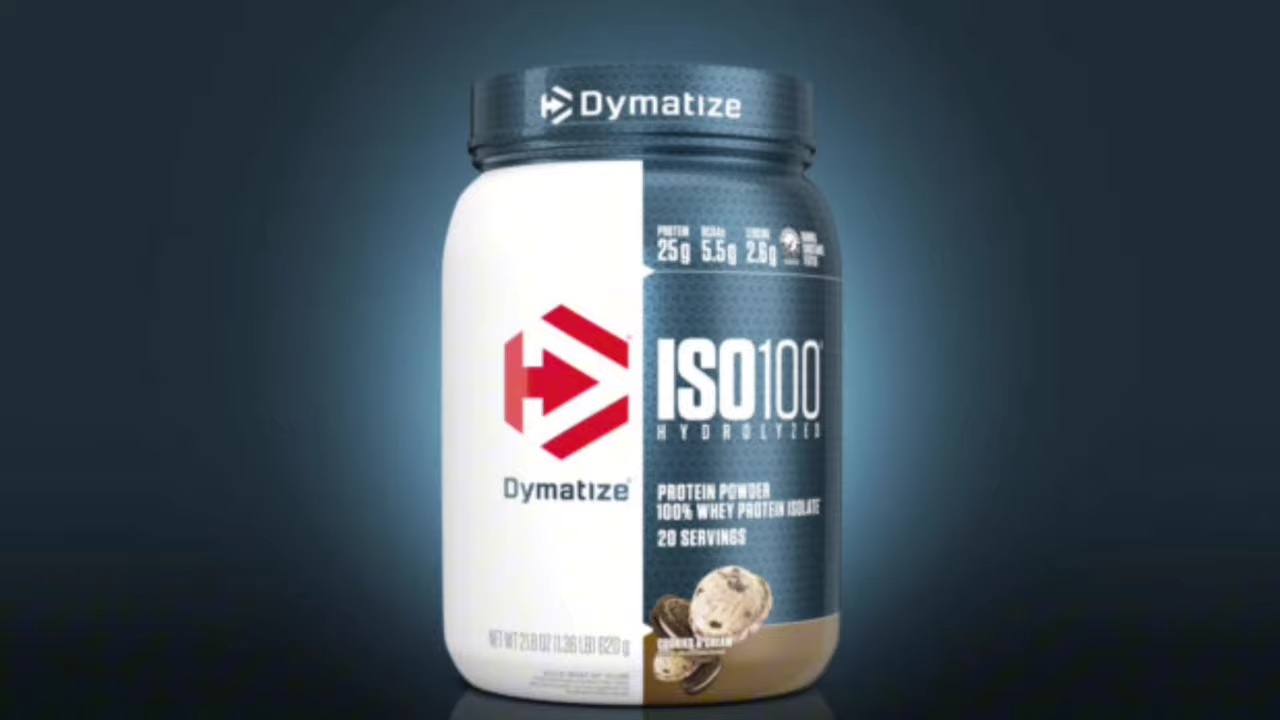 Dymatize
PROTEIN BCAAs LEUCINE
25g 5.5g 2.6g
ISO100
HYDROLYZED
Dymatize
PROTEIN POWDER
100% WHEY PROTEIN ISOLATE
20 SERVINGS
NET WT 21.8 OZ (1.36 LB) 620 g
COOKIES & CREAM